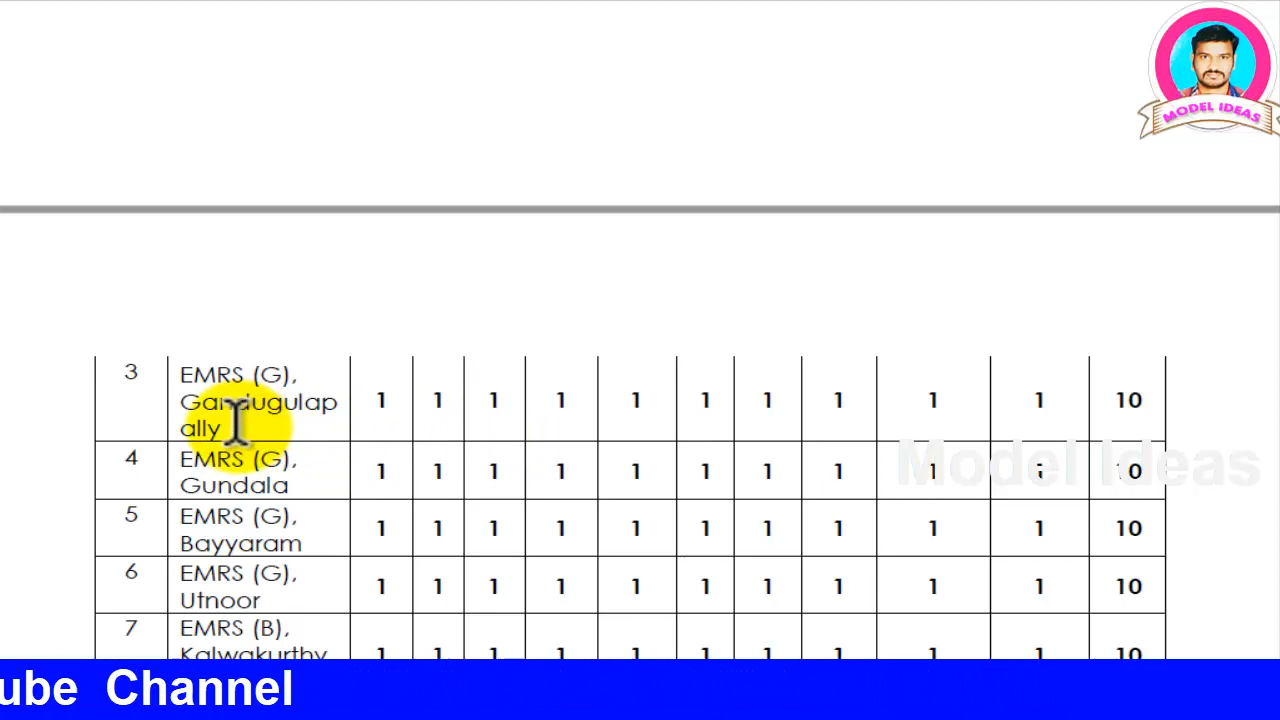 MODEL IDEAS
3 EMRS (G),
Gandugulap
ally 1 1 1 1 1 1 1 1 1 1 10
4 EMRS (G),
Gundala 1 1 1 1 1 1 1 1 1 1 10
Model Ideas
5 EMRS (G),
Bayyaram 1 1 1 1 1 1 1 1 1 1 10
6 EMRS (G),
Utnoor 1 1 1 1 1 1 1 1 1 1 10
7 EMRS (B),
Kalwakurthy 1 1 1 1 1 1 1 1 1 1 10
ube Channel